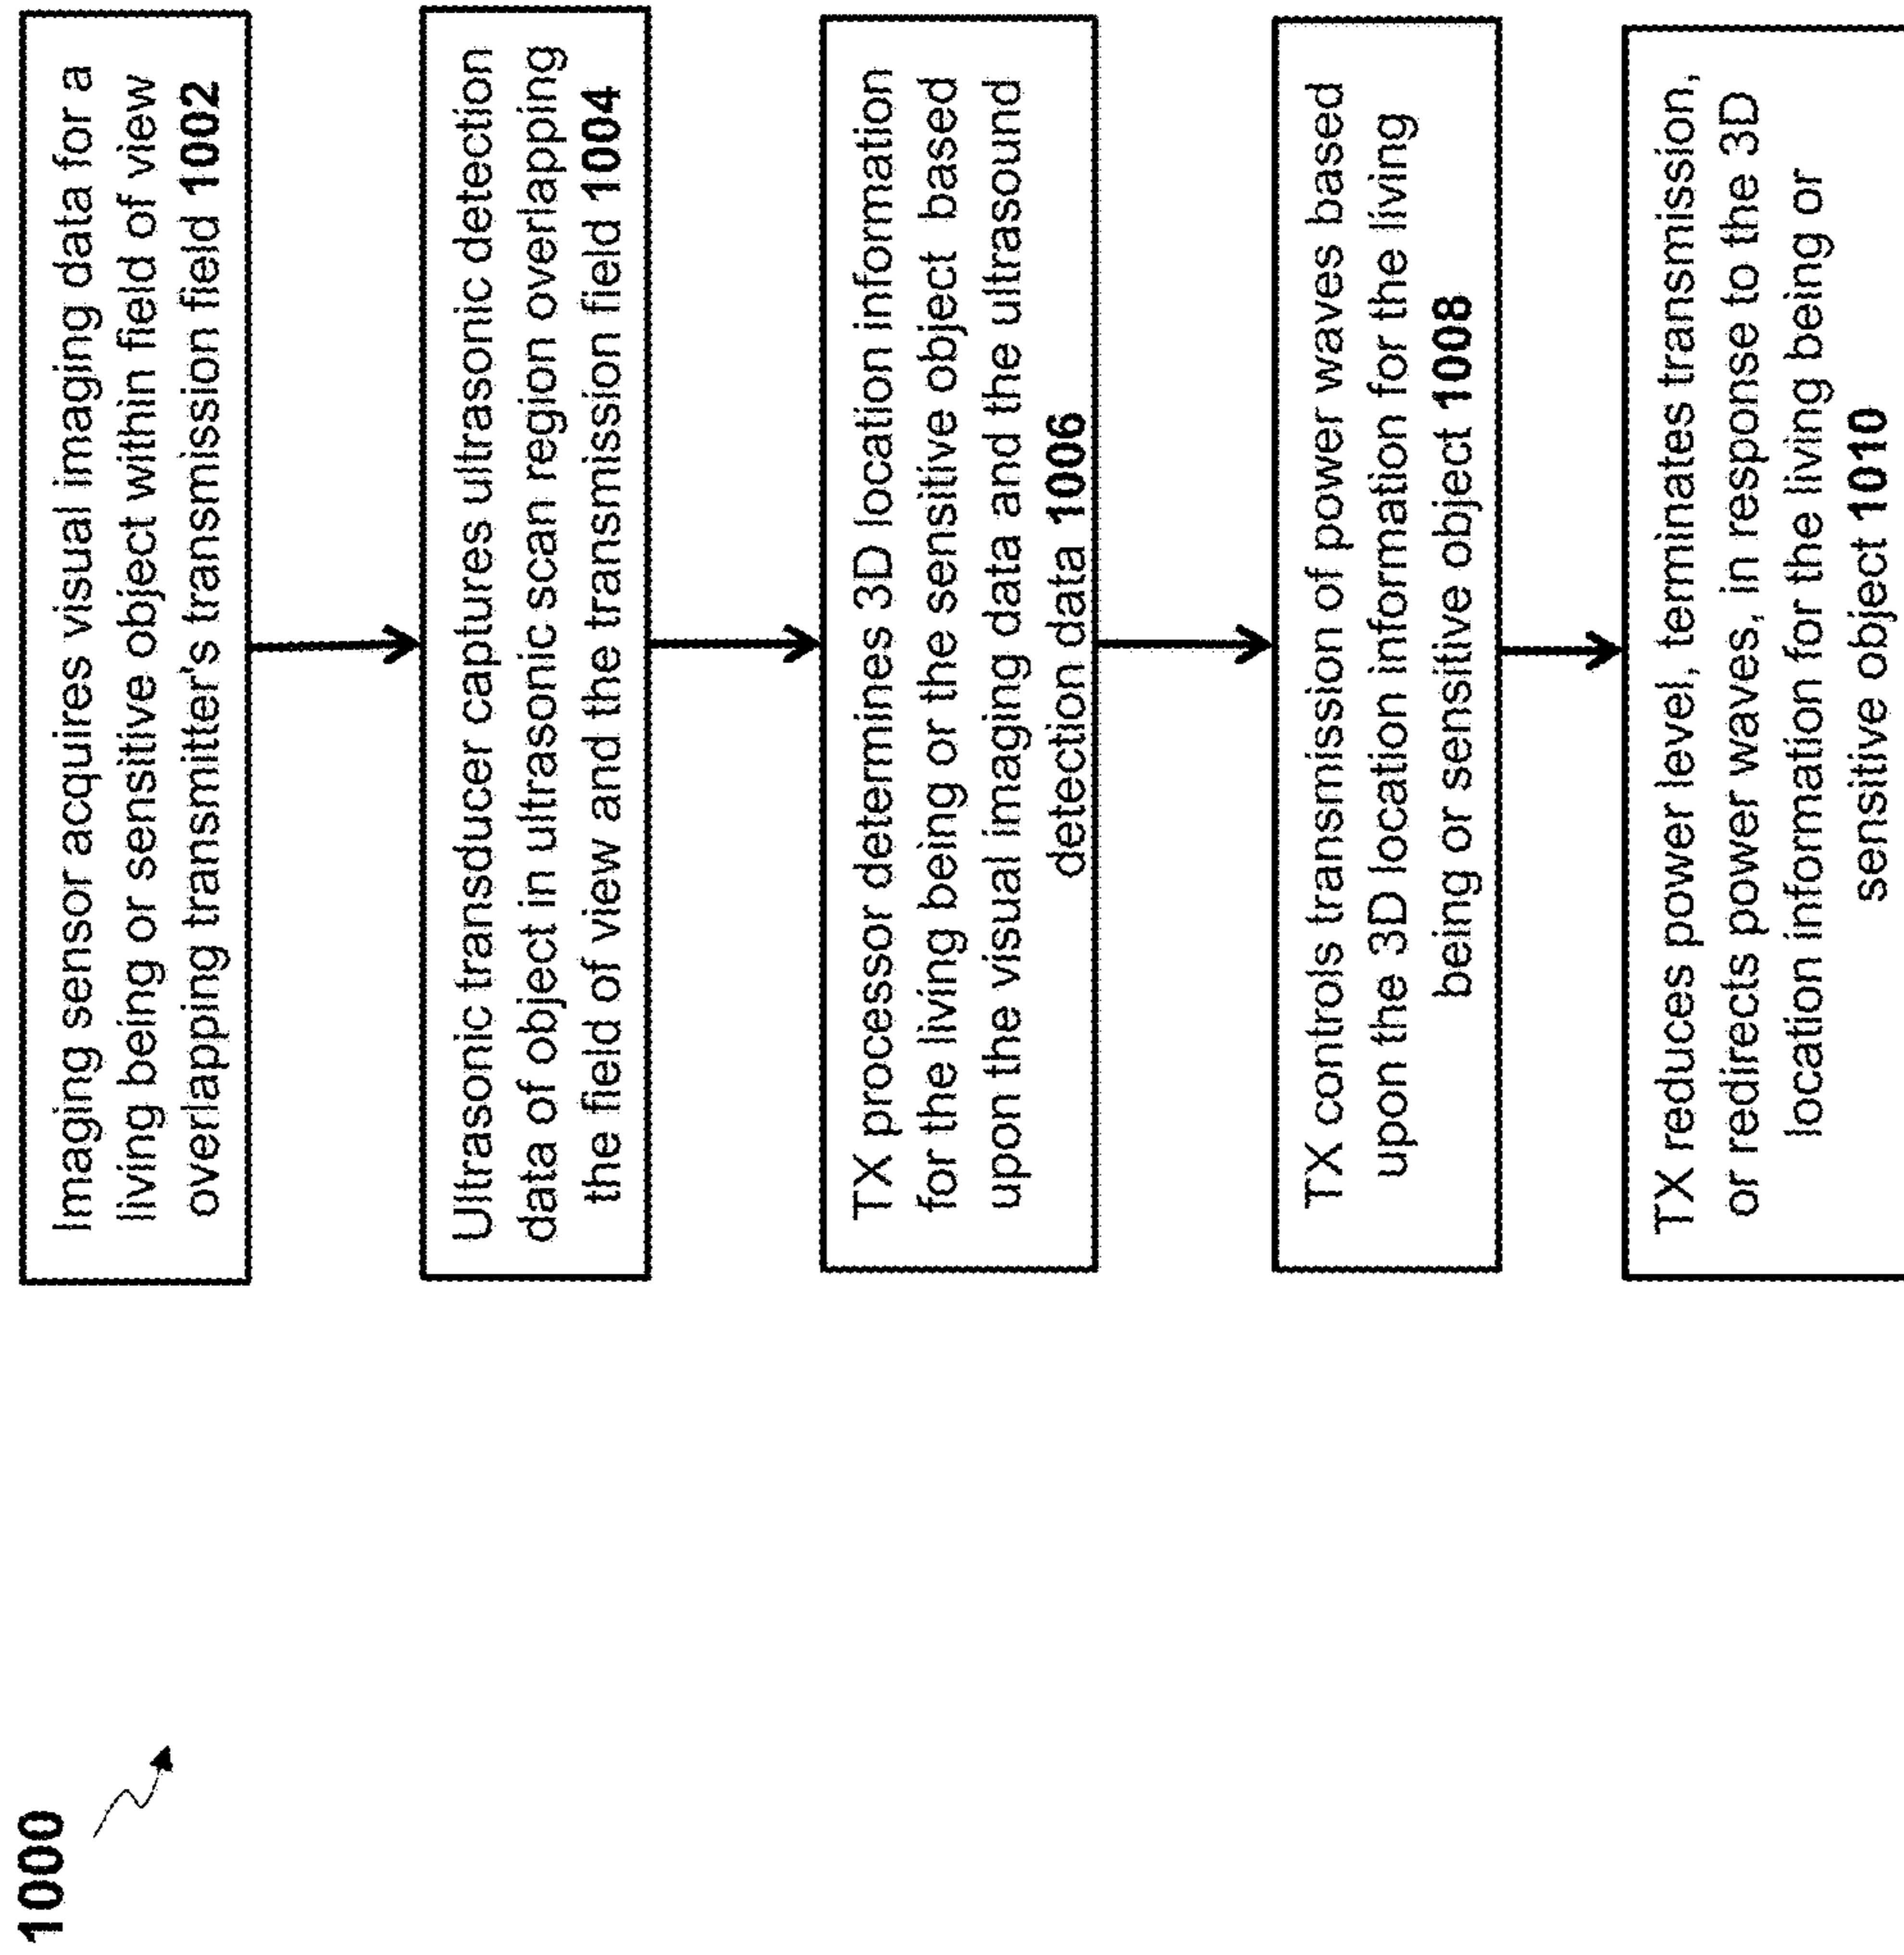 1000
Imaging sensor acquires visual imaging data for a
living being or sensitive object within field of view
overlapping transmitter's transmission field 1002
Ultrasonic transducer captures ultrasonic detection
data of object in ultrasonic scan region overlapping
the field of view and the transmission field 1004
TX processor determines 3D location information
for the living being or the sensitive object based
upon the visual imaging data and the ultrasound
detection data 1006
TX controls transmission of power waves based
upon the 3D location information for the living
being or sensitive object 1008
TX reduces power level, terminates transmission,
or redirects power waves, in response to the 3D
location information for the living being or
sensitive object 1010